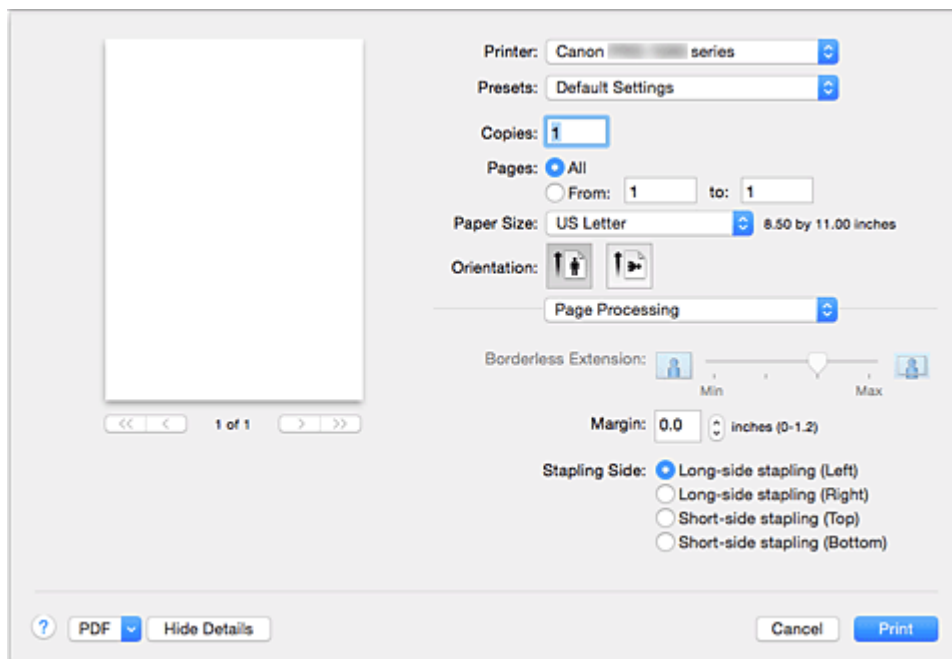 Printer: Canon series
Presets: Default Settings
Copies: 1
Pages: All
From: 1 to: 1
Paper Size: US Letter 8.50 by 11.00 inches
Orientation:
Page Processing
Borderless Extension:
Min Max
1 of 1
Margin: 0.0 inches (0-1.2)
Stapling Side: Long-side stapling (Left)
Long-side stapling (Right)
Short-side stapling (Top)
Short-side stapling (Bottom)
? PDF Hide Details Cancel Print